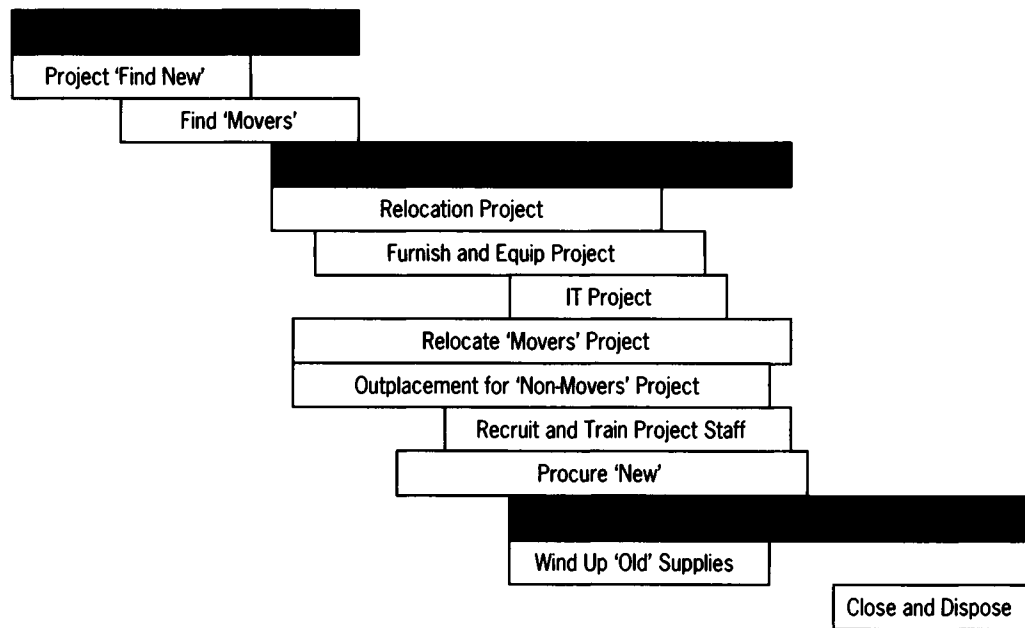 Project ‘Find New’
Find ‘Movers’
Relocation Project
Furnish and Equip Project
IT Project
Relocate ‘Movers’ Project
Outplacement for ‘Non-Movers’ Project
Recruit and Train Project Staff
Procure ‘New’
Wind Up ‘Old’ Supplies
Close and Dispose